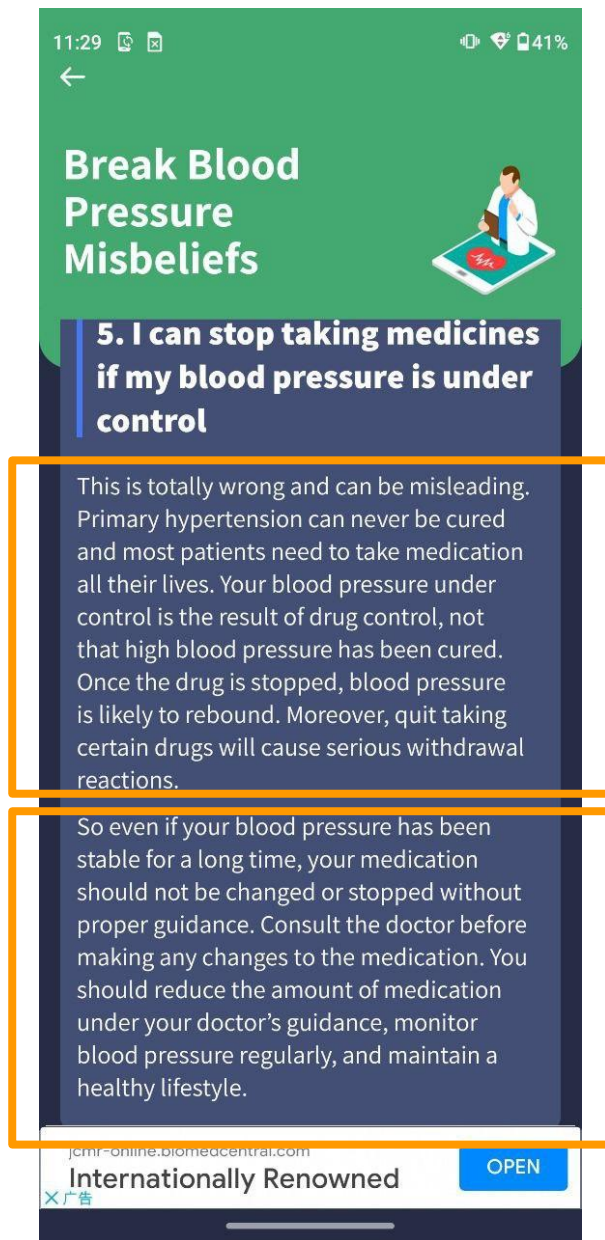 11:29
41%
Break Blood
Pressure
Misbeliefs
5. I can stop taking medicines
if my blood pressure is under
control
This is totally wrong and can be misleading.
Primary hypertension can never be cured
and most patients need to take medication
all their lives. Your blood pressure under
control is the result of drug control, not
that high blood pressure has been cured.
Once the drug is stopped, blood pressure
is likely to rebound. Moreover, quit taking
certain drugs will cause serious withdrawal
reactions.
So even if your blood pressure has been
stable for a long time, your medication
should not be changed or stopped without
proper guidance. Consult the doctor before
making any changes to the medication. You
should reduce the amount of medication
under your doctor’s guidance, monitor
blood pressure regularly, and maintain a
healthy lifestyle.
jcmr-online.biomedcentral.com
Internationally Renowned
OPEN
广告